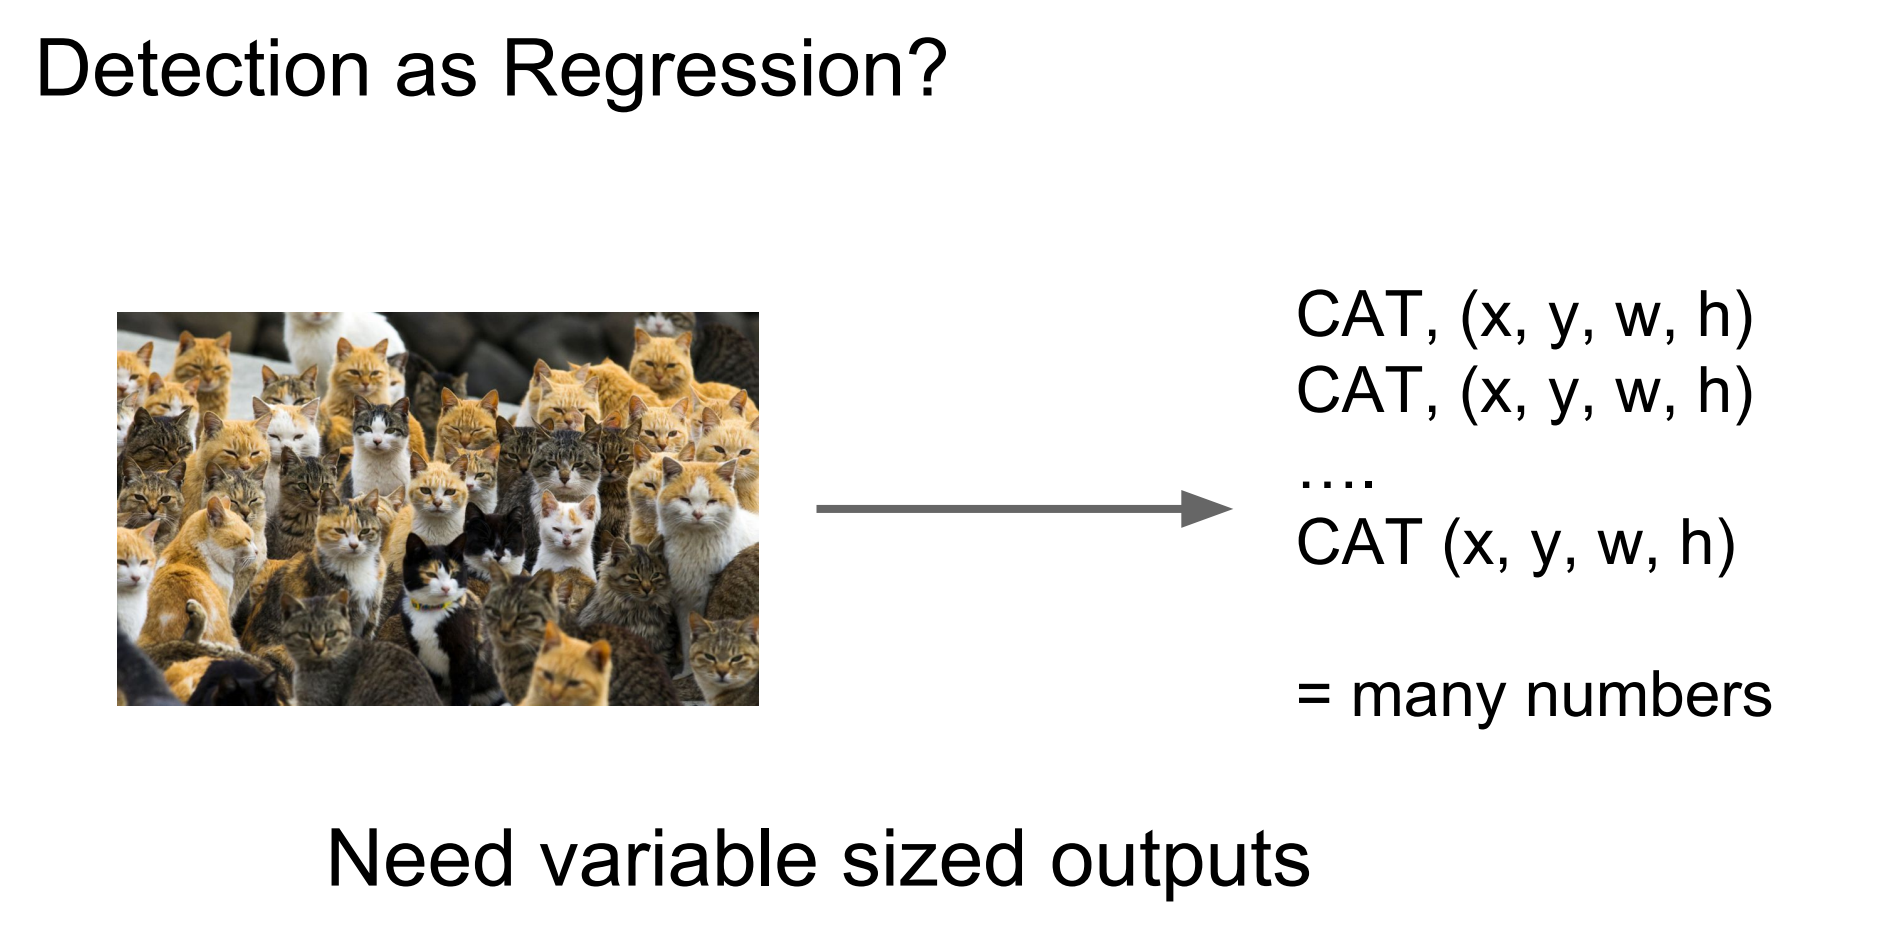 Detection as Regression?
CAT, (x, y, w, h)
CAT, (x, y, w, h)
….
CAT (x, y, w, h)
= many numbers
Need variable sized outputs